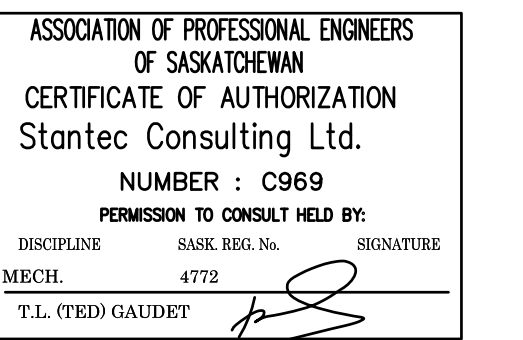 ASSOCIATION OF PROFESSIONAL ENGINEERS
OF SASKATCHEWAN
CERTIFICATE OF AUTHORIZATION
Stantec Consulting Ltd.
NUMBER : C969
PERMISSION TO CONSULT HELD BY:
DISCIPLINE SASK. REG. No. SIGNATURE
MECH. 4772
T.L. (TED) GAUDET